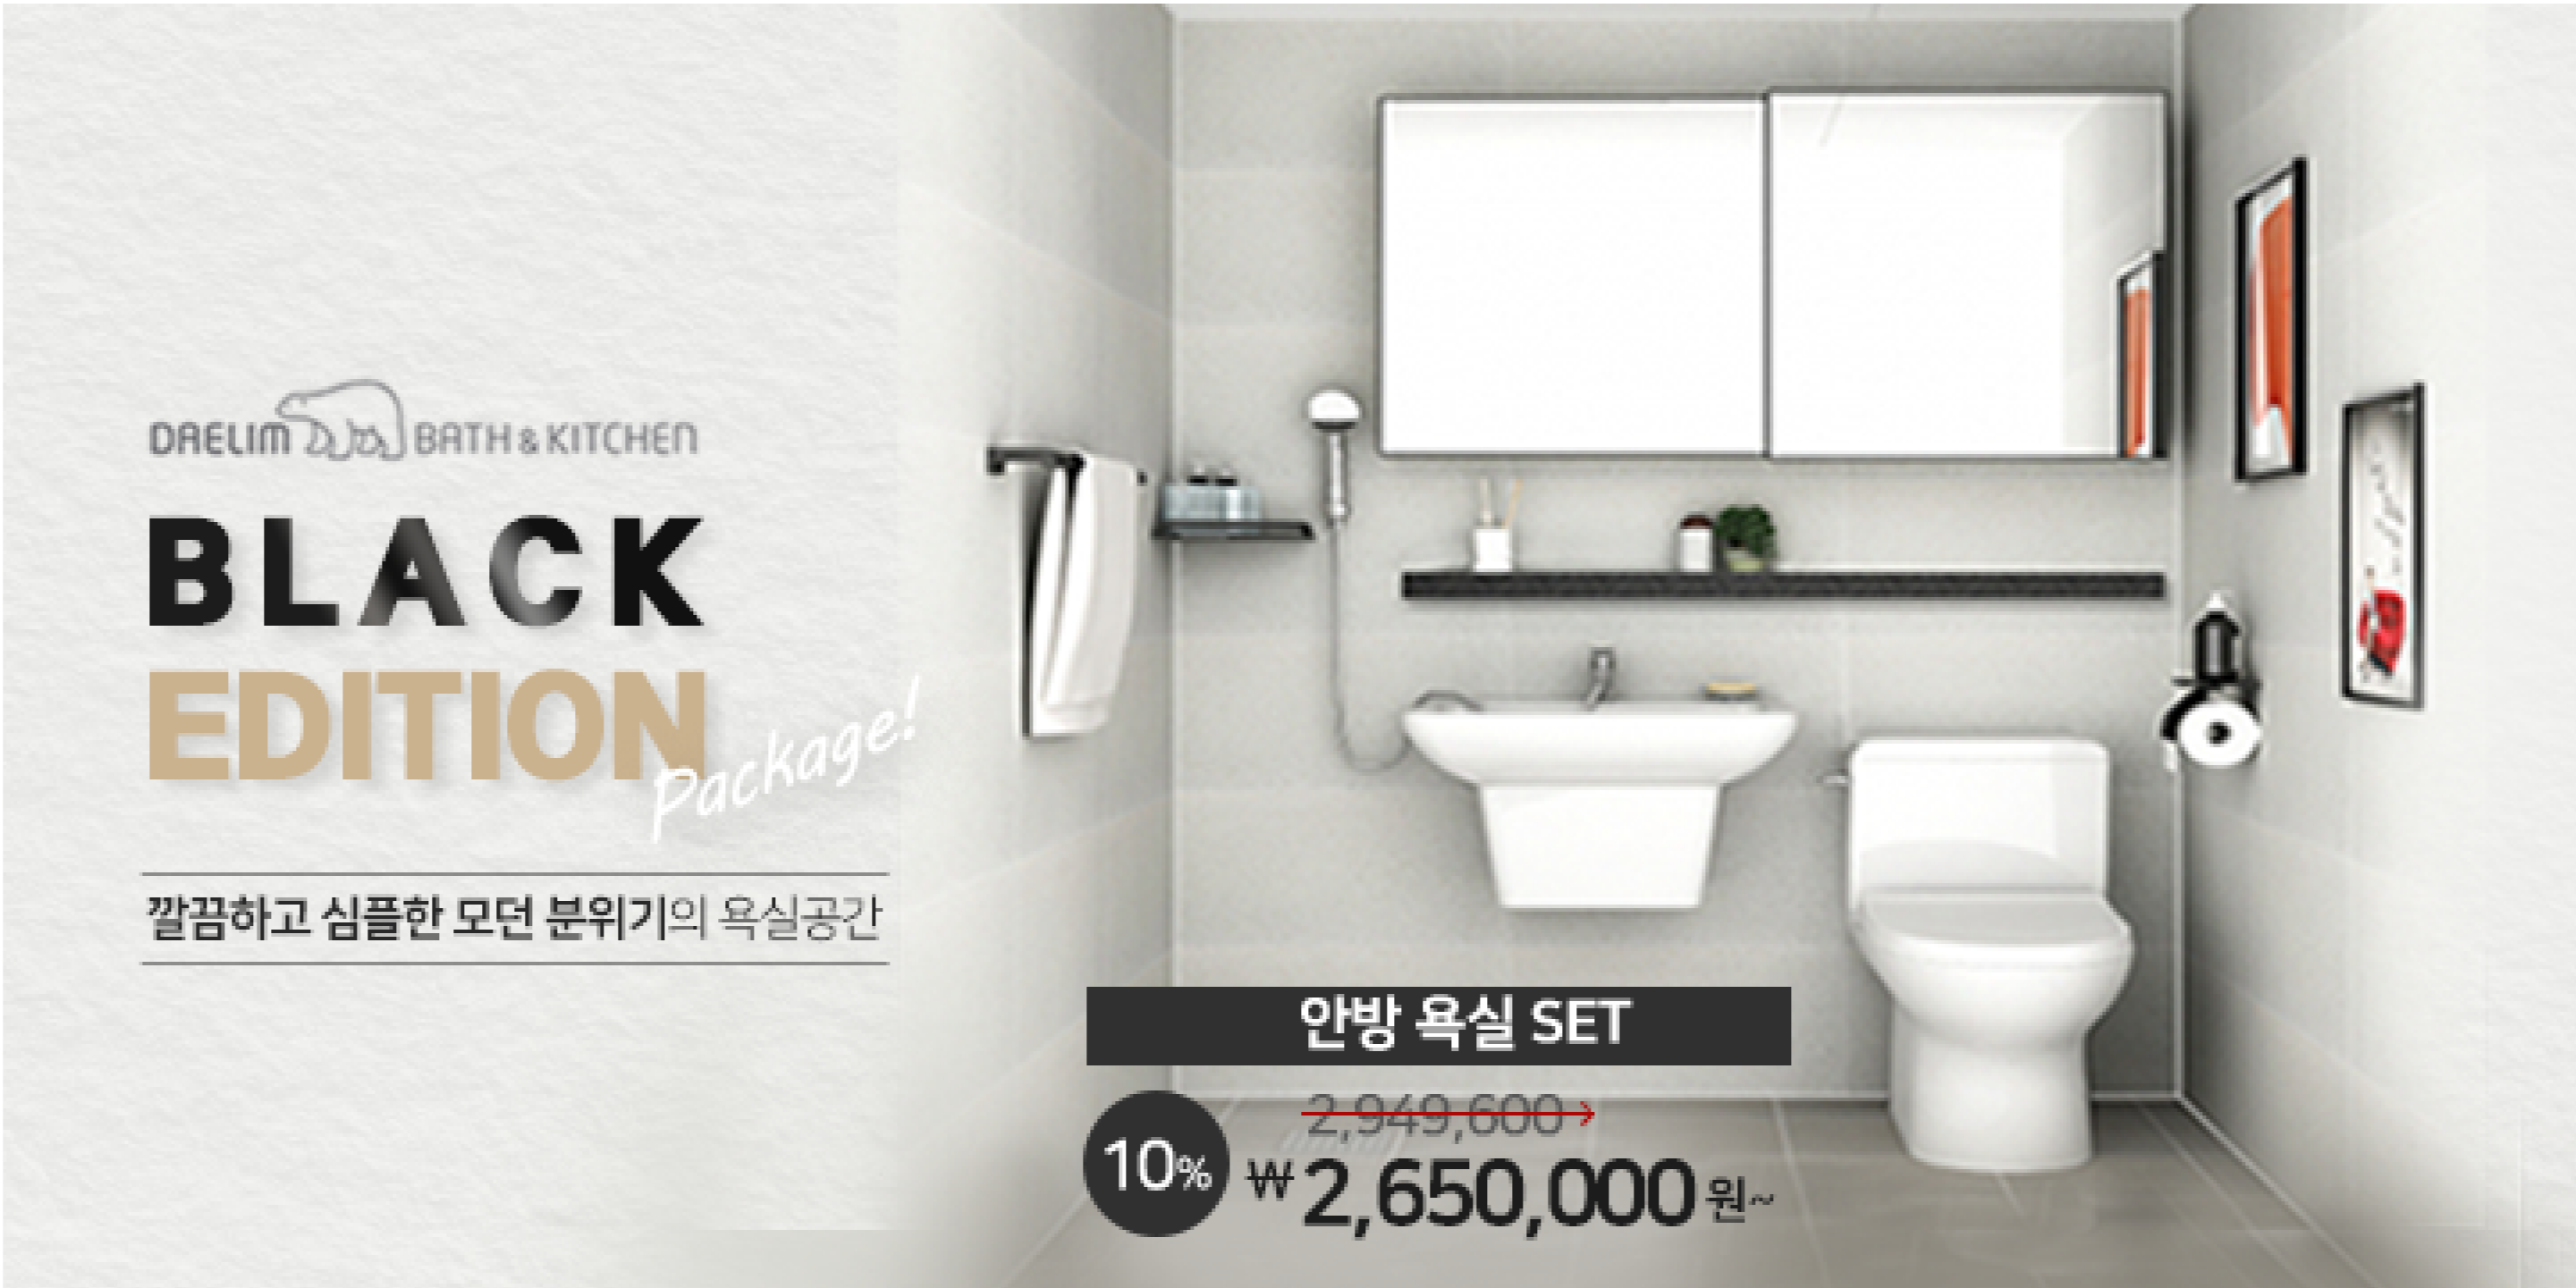 DAELIM BATH & KITCHEN
BLACK
EDITION
Package!
깔끔하고 심플한 모던 분위기의 욕실공간
안방 욕실 SET
10%
2,949,600
₩2,650,000원~